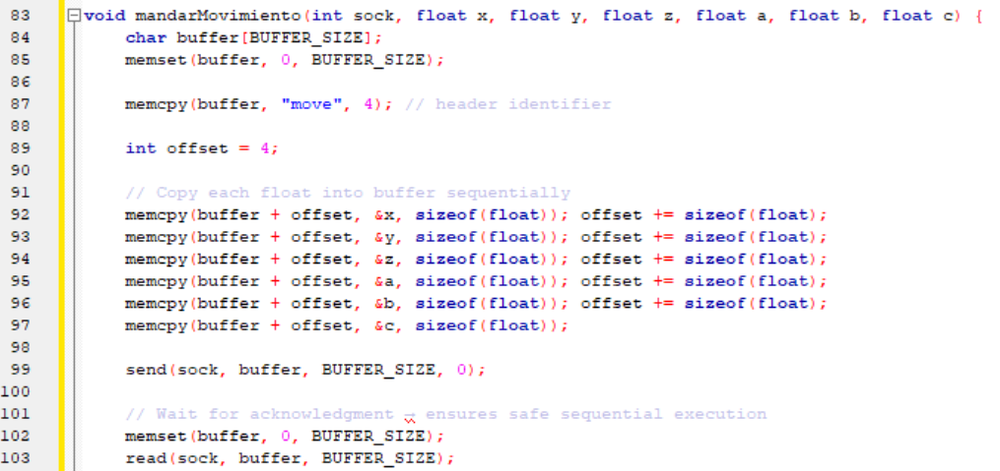 83 void mandarMovimiento(int sock, float x, float y, float z, float a, float b, float c) {
84 char buffer[BUFFER_SIZE];
85 memset(buffer, 0, BUFFER_SIZE);
86
87 memcpy(buffer, "move", 4); // header identifier
88
89 int offset = 4;
90
91 // Copy each float into buffer sequentially
92 memcpy(buffer + offset, &x, sizeof(float)); offset += sizeof(float);
93 memcpy(buffer + offset, &y, sizeof(float)); offset += sizeof(float);
94 memcpy(buffer + offset, &z, sizeof(float)); offset += sizeof(float);
95 memcpy(buffer + offset, &a, sizeof(float)); offset += sizeof(float);
96 memcpy(buffer + offset, &b, sizeof(float)); offset += sizeof(float);
97 memcpy(buffer + offset, &c, sizeof(float));
98
99 send(sock, buffer, BUFFER_SIZE, 0);
100
101 // Wait for acknowledgment → ensures safe sequential execution
102 memset(buffer, 0, BUFFER_SIZE);
103 read(sock, buffer, BUFFER_SIZE);